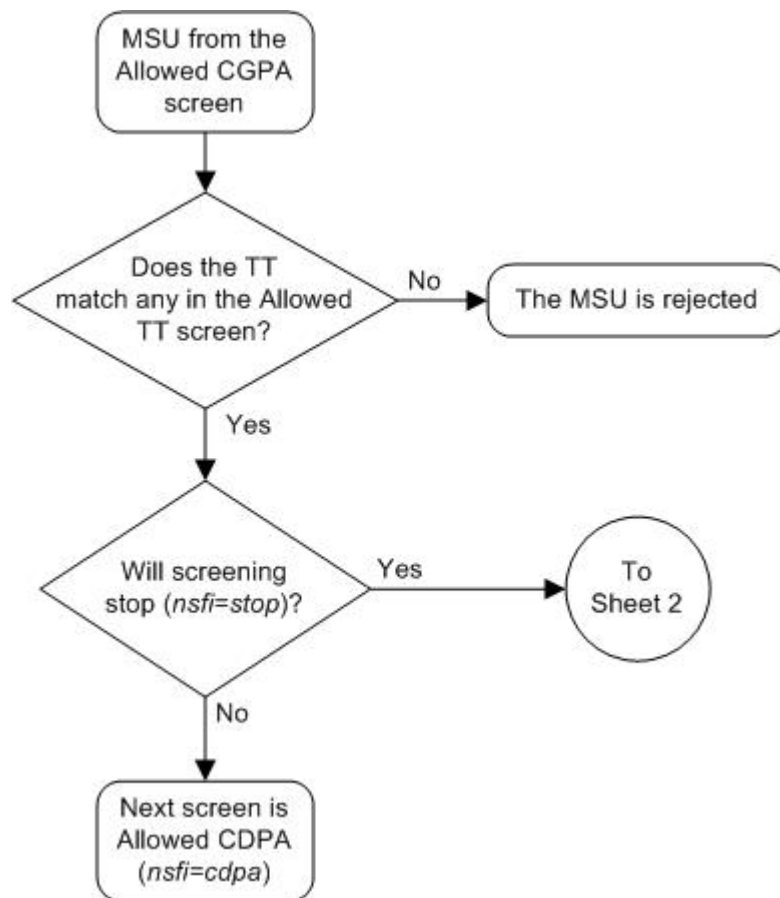 MSU from the
Allowed CGPA
screen
Does the TT
match any in the Allowed
TT screen?
No
The MSU is rejected
Yes
Will screening
stop (nsfi=stop)?
Yes
To
Sheet 2
No
Next screen is
Allowed CDPA
(nsfi=cdpa)